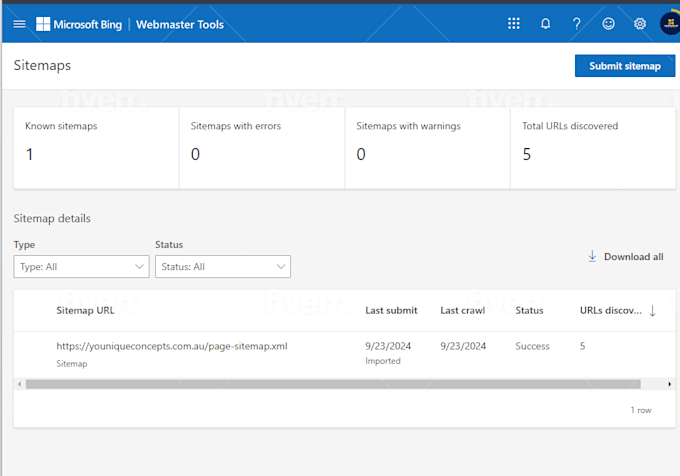 Microsoft Bing Webmaster Tools
Sitemaps
Submit sitemap
Known sitemaps
1
Sitemaps with errors
0
Sitemaps with warnings
0
Total URLs discovered
5
Sitemap details
Type
Type: All
Status
Status: All
Download all
Sitemap URL Last submit Last crawl Status URLs discov...
https://youniqueconcepts.com.au/page-sitemap.xml 9/23/2024 9/23/2024 Success 5
Sitemap Imported
1 row
fiverr.
fiverr.
fiverr.
fiverr.
fiverr.
fiverr.